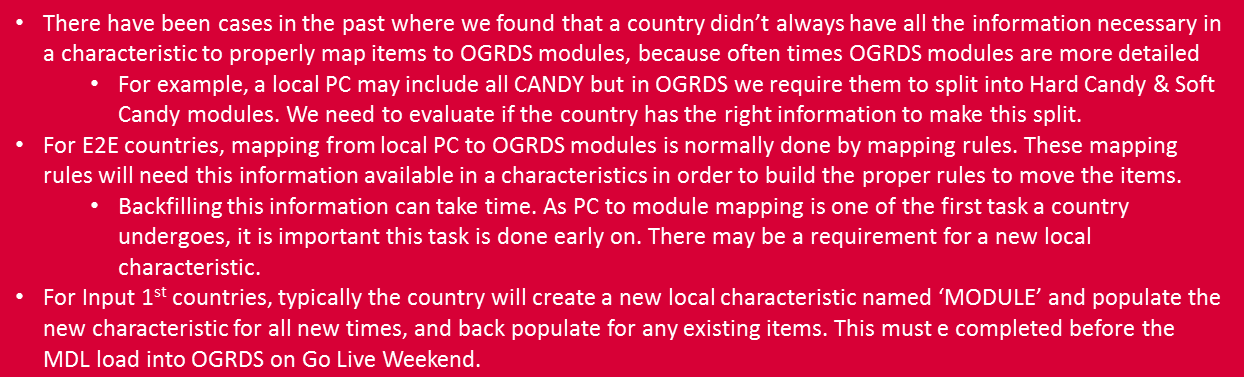 • There have been cases in the past where we found that a country didn’t always have all the information necessary in
a characteristic to properly map items to OGRDS modules, because often times OGRDS modules are more detailed
• For example, a local PC may include all CANDY but in OGRDS we require them to split into Hard Candy & Soft
Candy modules. We need to evaluate if the country has the right information to make this split.
• For E2E countries, mapping from local PC to OGRDS modules is normally done by mapping rules. These mapping
rules will need this information available in a characteristics in order to build the proper rules to move the items.
• Backfilling this information can take time. As PC to module mapping is one of the first task a country
undergoes, it is important this task is done early on. There may be a requirement for a new local
characteristic.
• For Input 1st countries, typically the country will create a new local characteristic named ‘MODULE’ and populate the
new characteristic for all new times, and back populate for any existing items. This must e completed before the
MDL load into OGRDS on Go Live Weekend.